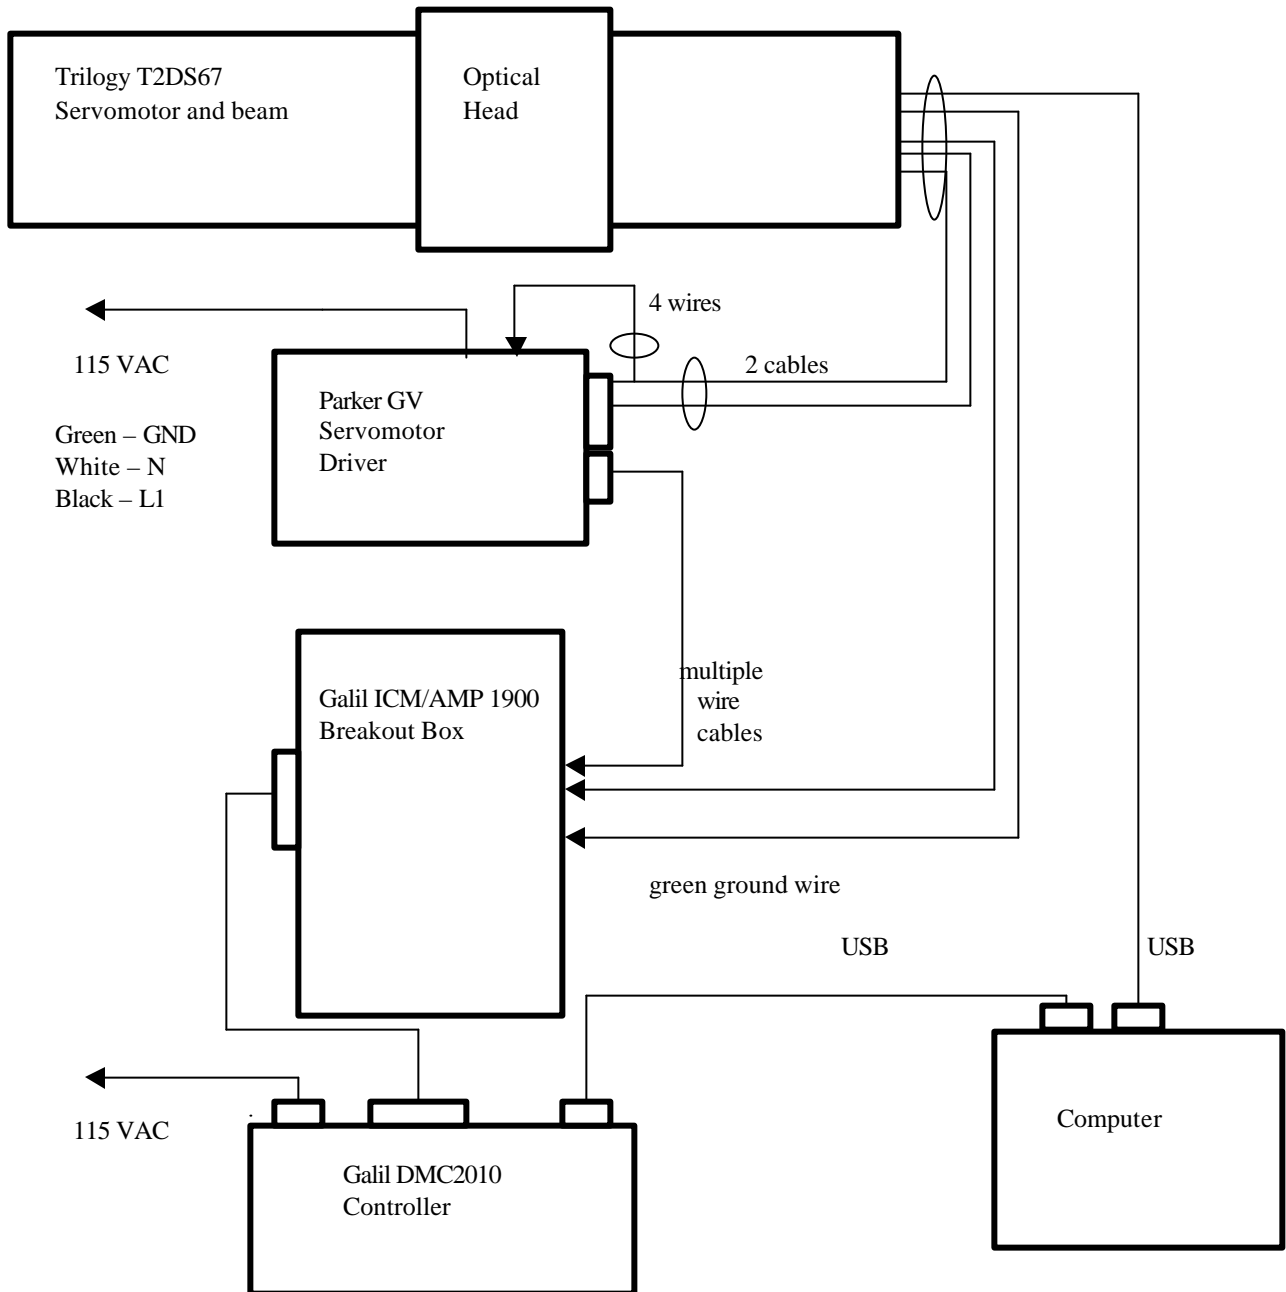 Trilogy T2DS67
Servomotor and beam
Optical
Head
4 wires
115 VAC
2 cables
Green – GND
White – N
Black – L1
Parker GV
Servomotor
Driver
multiple
wire
cables
Galil ICM/AMP 1900
Breakout Box
green ground wire
USB
USB
115 VAC
Computer
Galil DMC2010
Controller